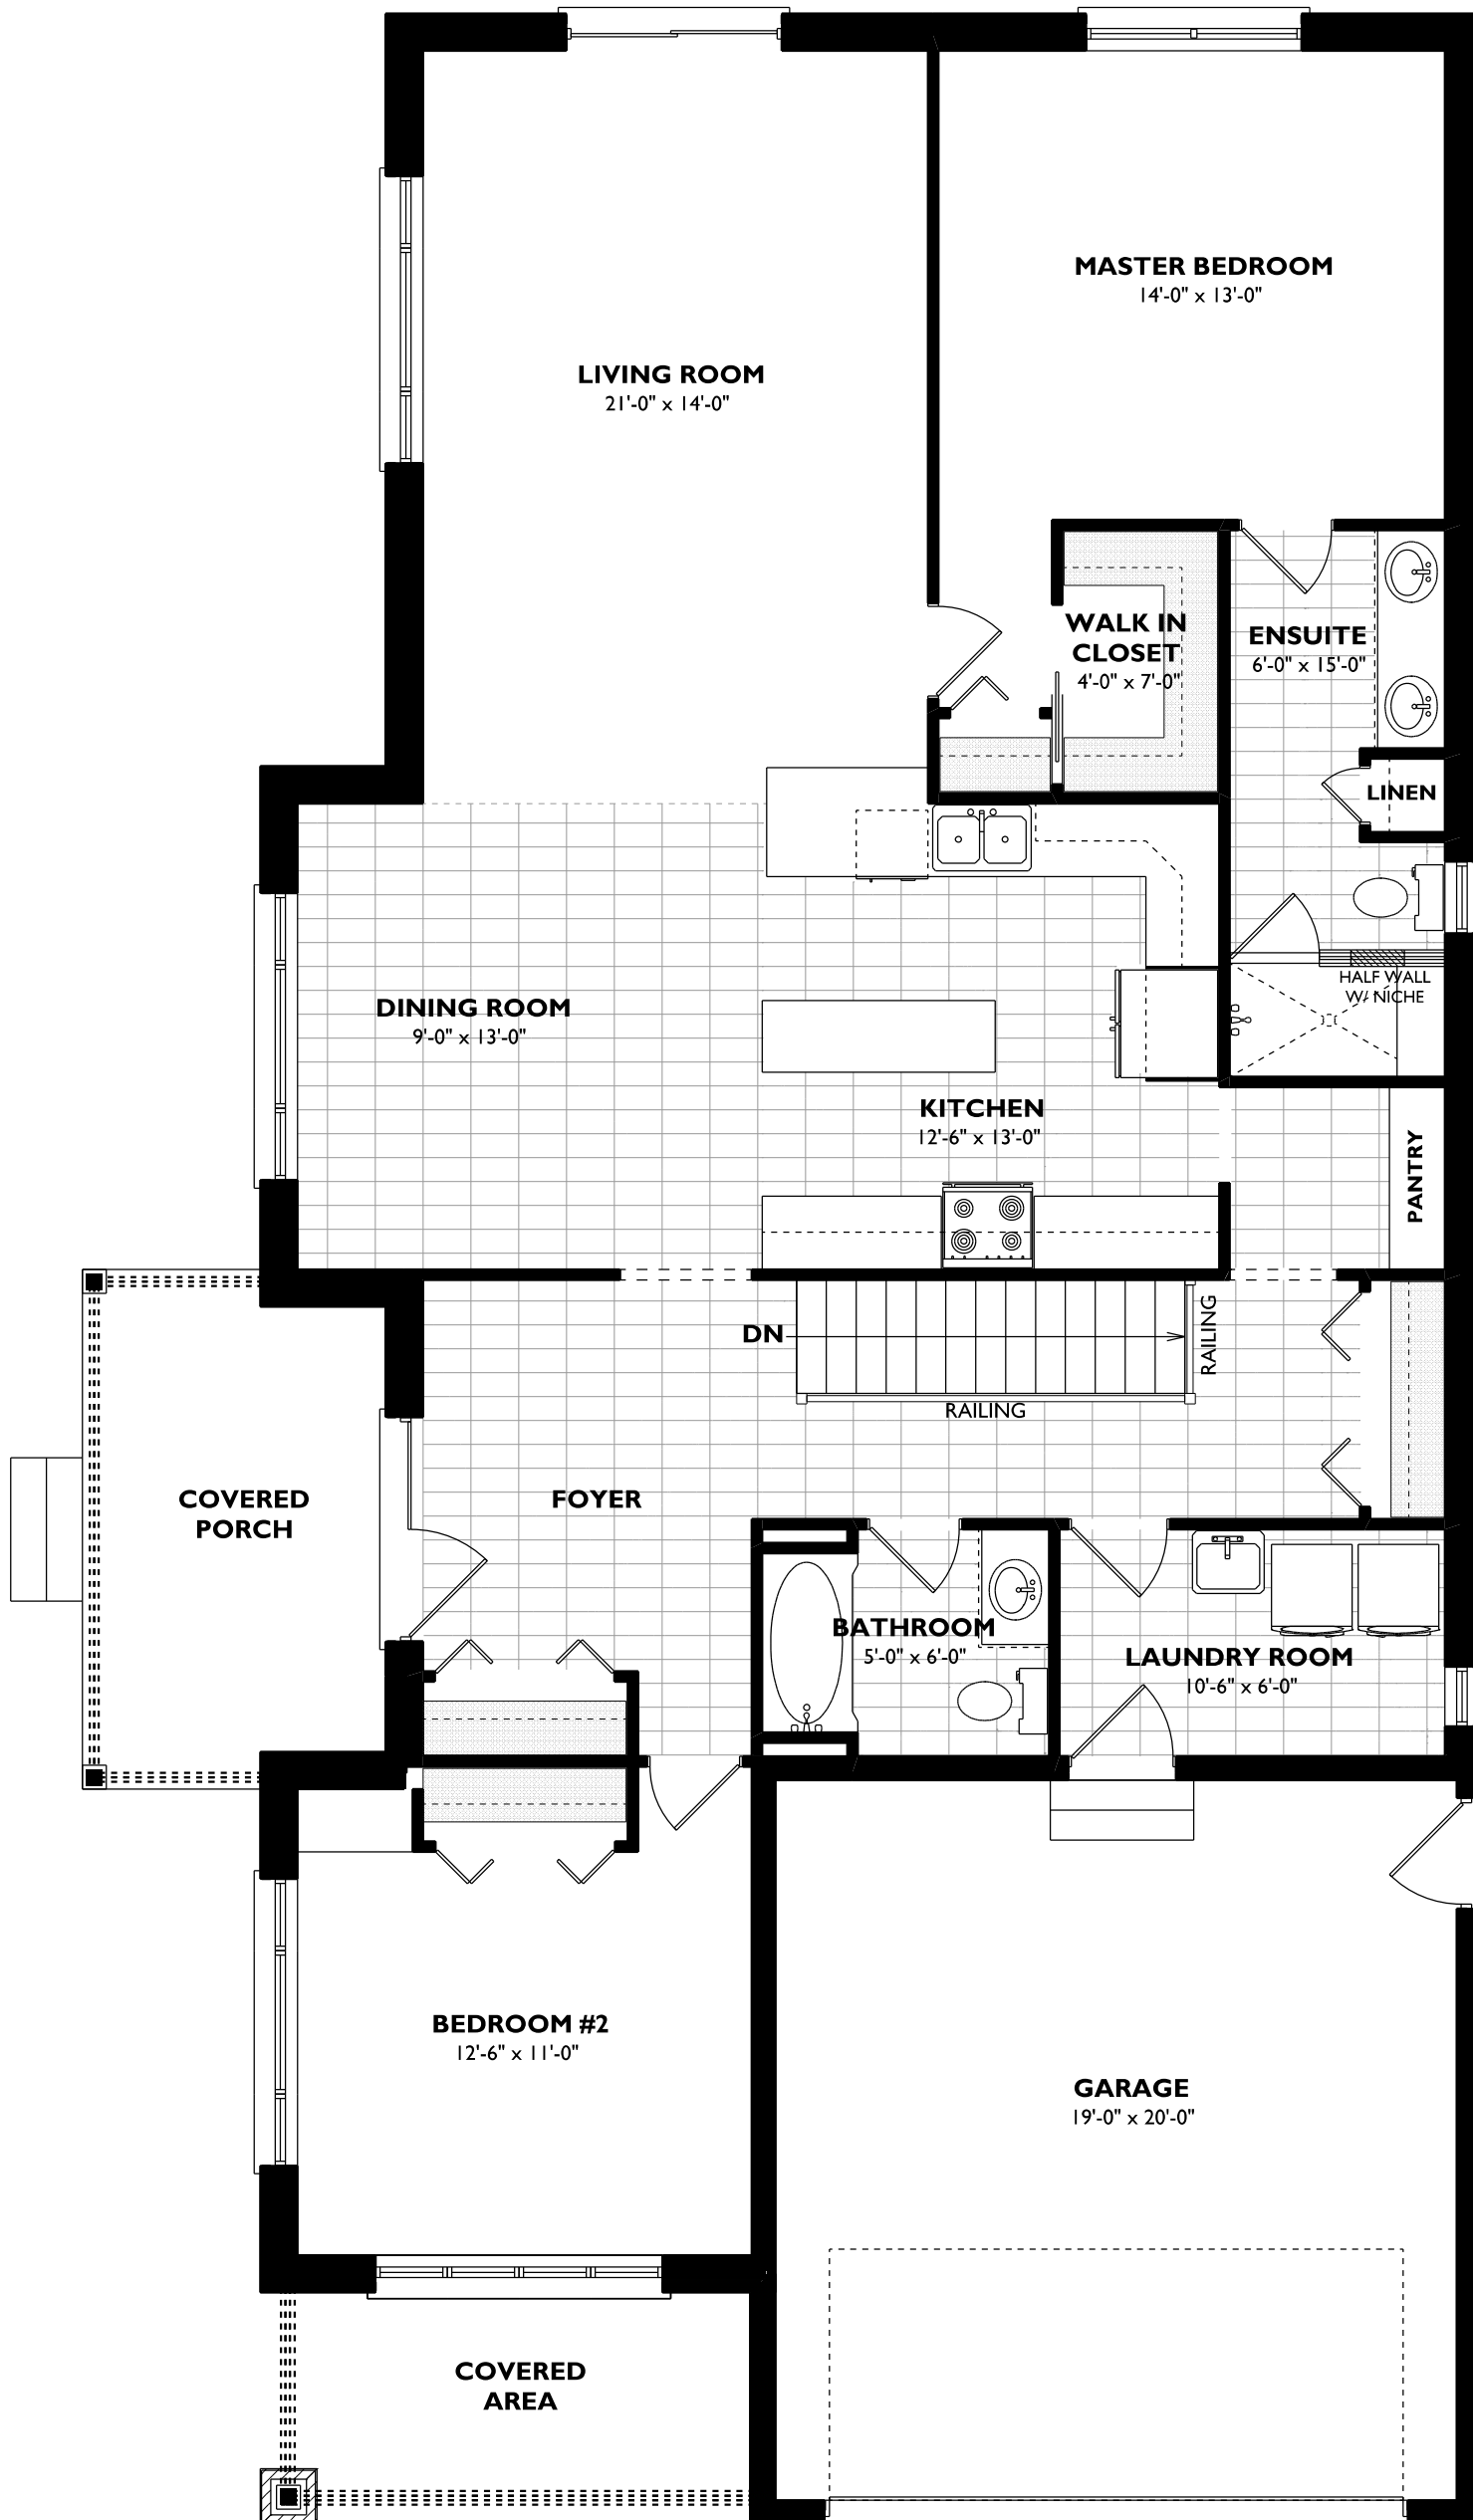 MASTER BEDROOM
14'-0" x 13'-0"
LIVING ROOM
21'-0" x 14'-0"
WALK IN
CLOSET
4'-0" x 7'-0"
ENSUITE
6'-0" x 15'-0"
LINEN
HALF WALL
W/ NICHE
DINING ROOM
9'-0" x 13'-0"
KITCHEN
12'-6" x 13'-0"
PANTRY
DN
RAILING
RAILING
COVERED
PORCH
FOYER
BATHROOM
5'-0" x 6'-0"
LAUNDRY ROOM
10'-6" x 6'-0"
BEDROOM #2
12'-6" x 11'-0"
GARAGE
19'-0" x 20'-0"
COVERED
AREA